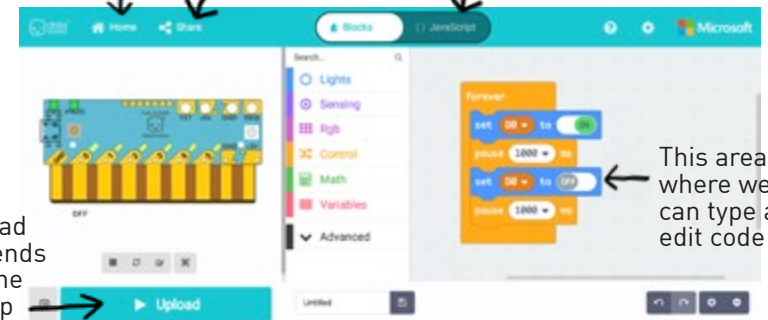 Home
Share
Blocks
{} JavaScript
Microsoft
Search...
Lights
Sensing
Rgb
Control
Math
Variables
Advanced
forever
set D0 to ON
pause 1000 ms
set D0 to OFF
pause 1000 ms
OFF
Upload
Untitled
ad
ends
ne
p
This area
where we
can type a
edit code